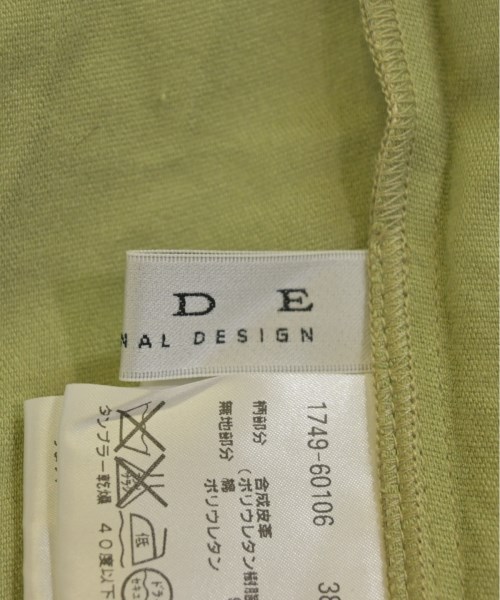 D E
NAL DESIGN
1749-60106 38
柄部分 合成皮革
(ポリウレタン樹脂
無地部分 綿
ポリウレタン
低
タンブラー乾燥 40度以下